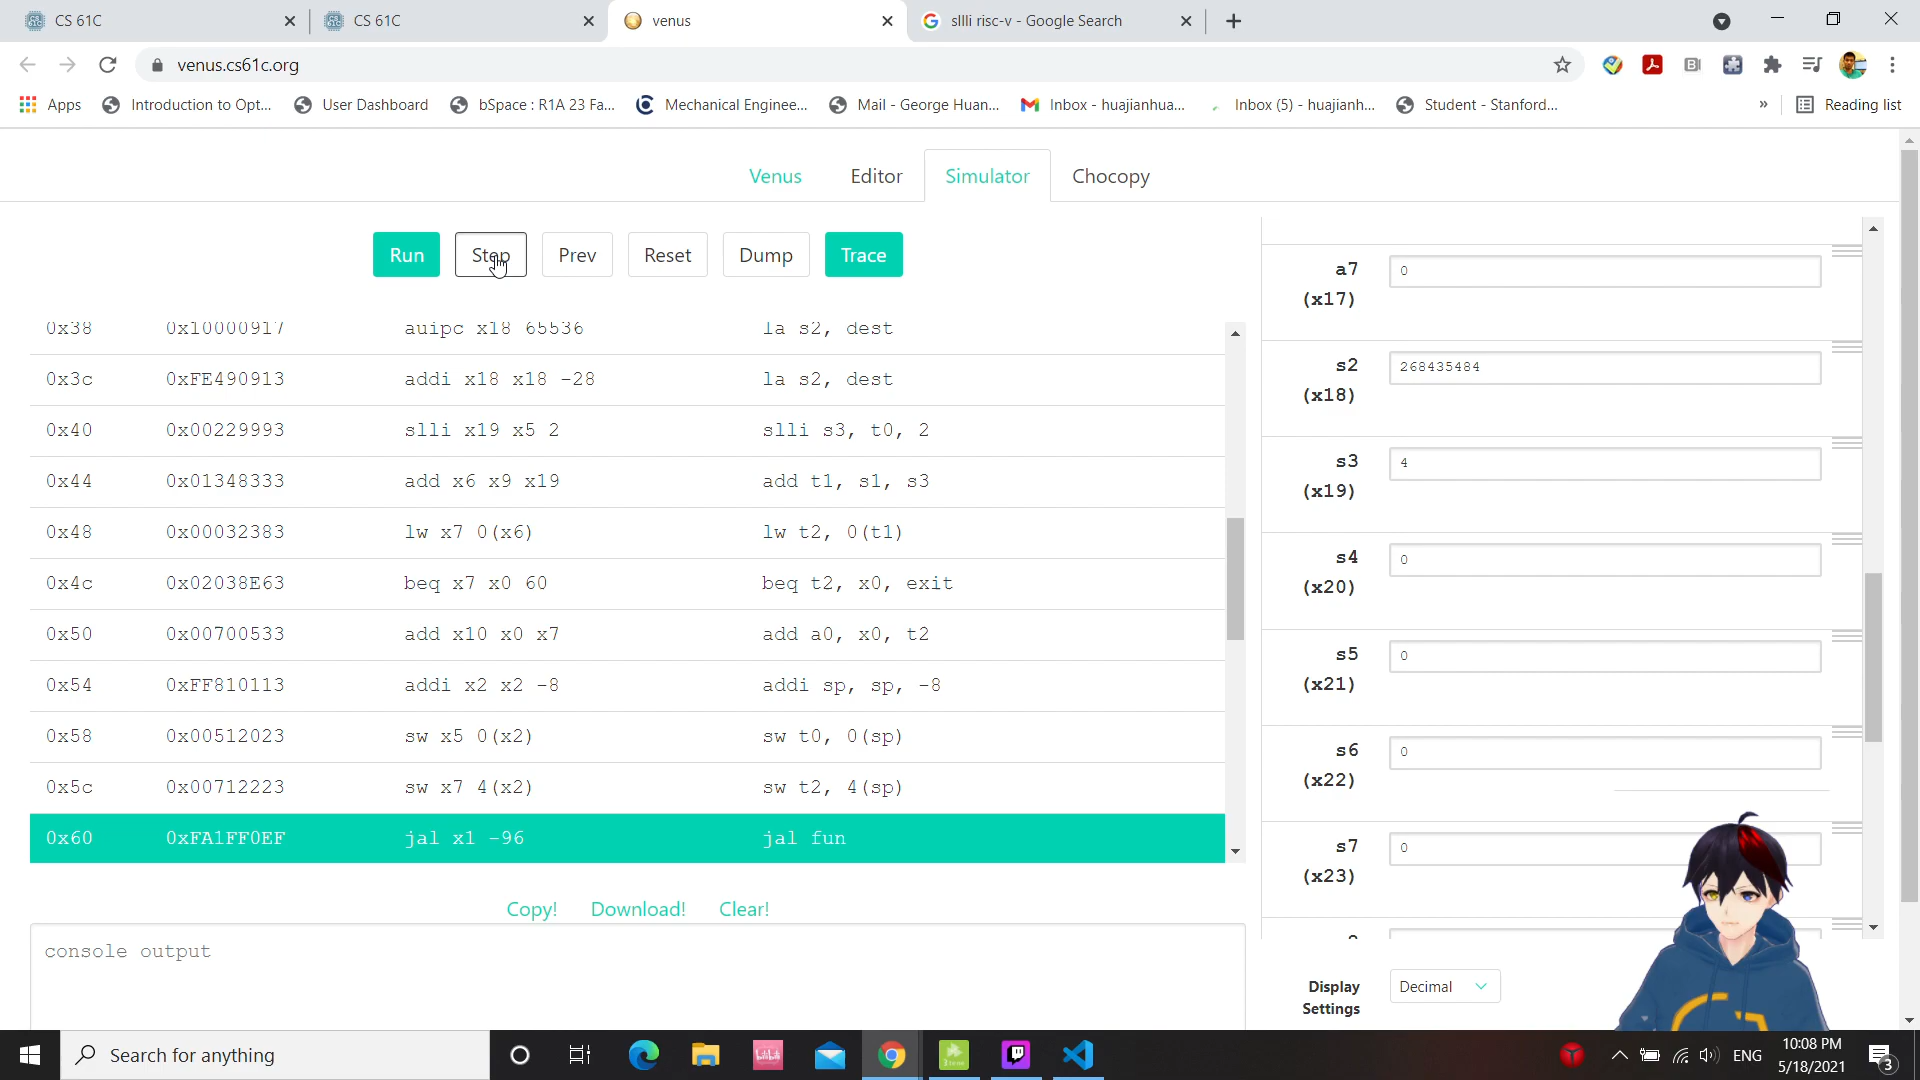 CS 61C
CS 61C
venus
sllli risc-v - Google Search
venus.cs61c.org
Apps
Introduction to Opt...
User Dashboard
bSpace : R1A 23 Fa...
Mechanical Enginee...
Mail - George Huan...
Inbox - huajianhua...
Inbox (5) - huajianh...
Student - Stanford...
»
Reading list
Venus
Editor
Simulator
Chocopy
Run
Step
Prev
Reset
Dump
Trace
0x38 0x10000917 auipc x18 65536 la s2, dest
0x3c 0xFE490913 addi x18 x18 -28 la s2, dest
0x40 0x00229993 slli x19 x5 2 slli s3, t0, 2
0x44 0x01348333 add x6 x9 x19 add t1, s1, s3
0x48 0x00032383 lw x7 0(x6) lw t2, 0(t1)
0x4c 0x02038E63 beq x7 x0 60 beq t2, x0, exit
0x50 0x00700533 add x10 x0 x7 add a0, x0, t2
0x54 0xFF810113 addi x2 x2 -8 addi sp, sp, -8
0x58 0x00512023 sw x5 0(x2) sw t0, 0(sp)
0x5c 0x00712223 sw x7 4(x2) sw t2, 4(sp)
0x60 0xFA1FF0EF jal x1 -96 jal fun
Copy!
Download!
Clear!
console output
a7 0
(x17)
s2 268435484
(x18)
s3 4
(x19)
s4 0
(x20)
s5 0
(x21)
s6 0
(x22)
s7 0
(x23)
Display
Settings
Decimal
Search for anything
ENG
10:08 PM
5/18/2021
3